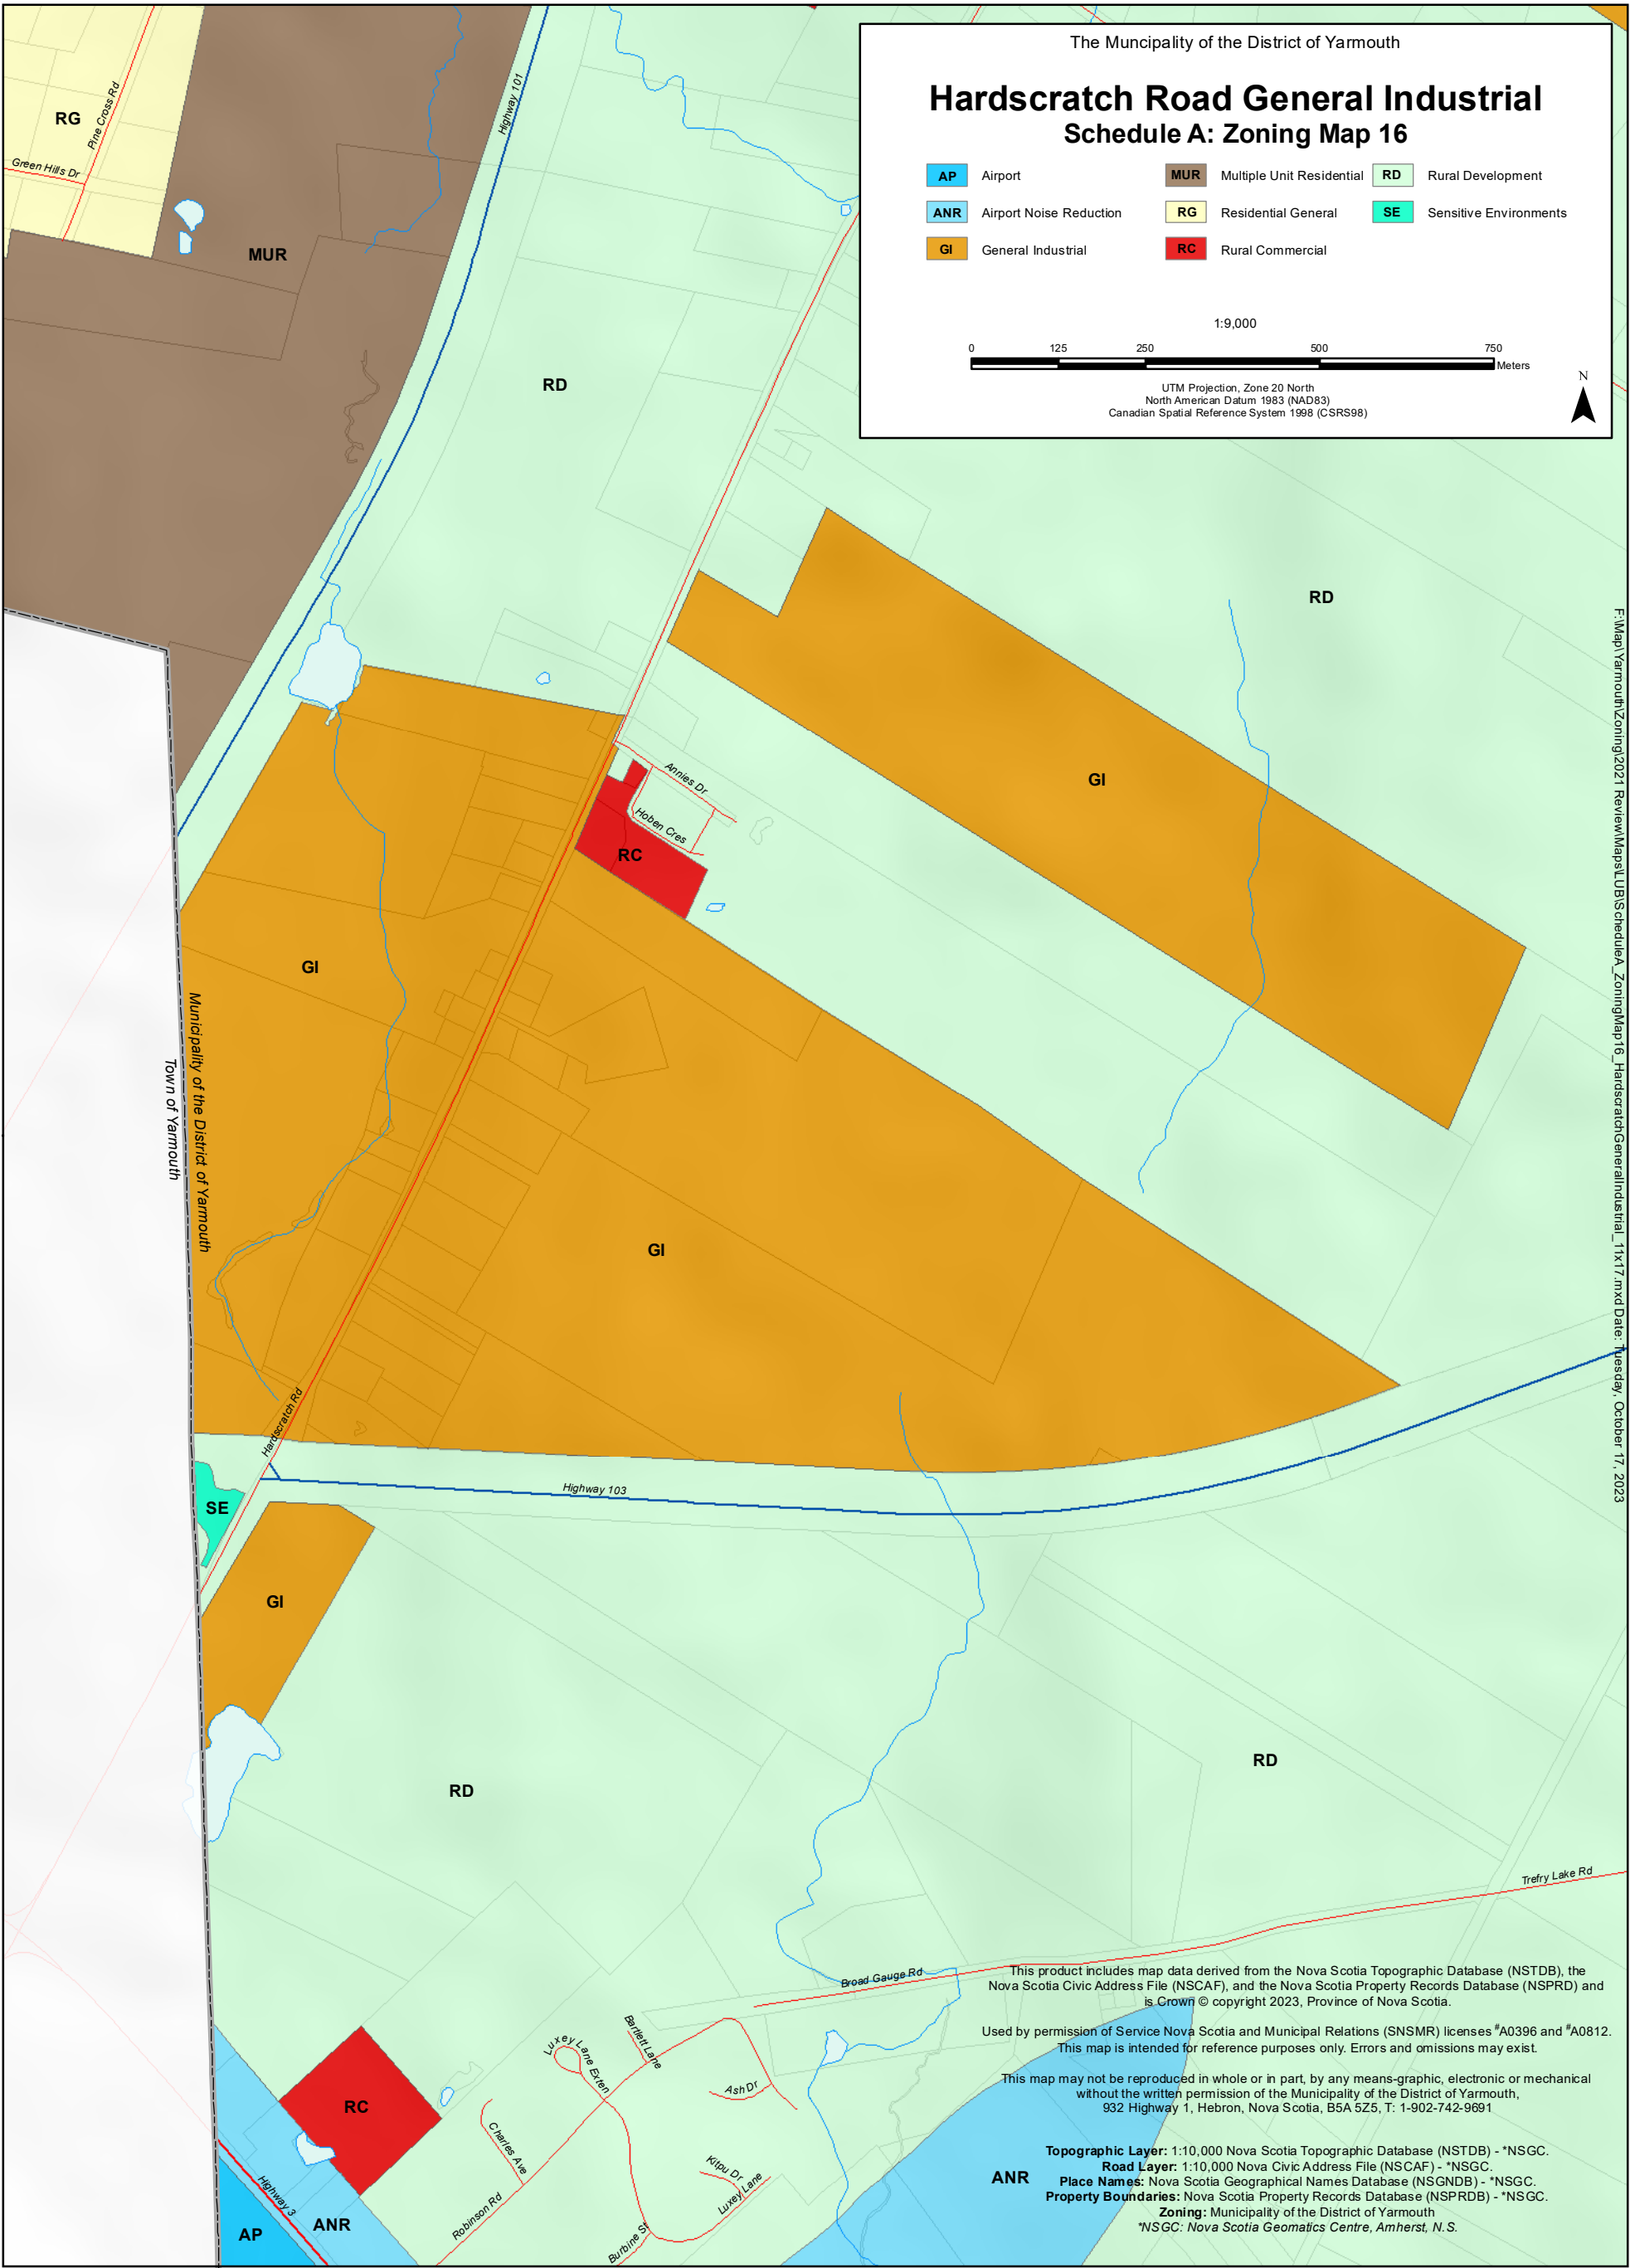 The Muncipality of the District of Yarmouth
Hardscratch Road General Industrial
Schedule A: Zoning Map 16
AP Airport
MUR Multiple Unit Residential
RD Rural Development
ANR Airport Noise Reduction
RG Residential General
SE Sensitive Environments
GI General Industrial
RC Rural Commercial
1:9,000
0 125 250 500 750
Meters
UTM Projection, Zone 20 North
North American Datum 1983 (NAD83)
Canadian Spatial Reference System 1998 (CSRS98)
N
RG
Pine Cross Rd
Green Hills Dr
MUR
Highway 101
RD
RD
GI
Annies Dr
Hoben Cres
RC
GI
Municipality of the District of Yarmouth
Town of Yarmouth
GI
Hardscratch Rd
Highway 103
SE
GI
RD
RD
Trefry Lake Rd
Broad Gauge Rd
Bartlett Lane
Luxey Lane Exten
Ash Dr
Charles Ave
Kitpu Dr
Luxey Lane
Robinson Rd
Burbine St
RC
Highway 3
AP
ANR
ANR
F:\Map\Yarmouth\Zoning\2021 Review\Maps\LUB\ScheduleA_ZoningMap16_HardscratchGeneralIndustrial_11x17.mxd Date: Tuesday, October 17, 2023
This product includes map data derived from the Nova Scotia Topographic Database (NSTDB), the
Nova Scotia Civic Address File (NSCAF), and the Nova Scotia Property Records Database (NSPRD) and
is Crown © copyright 2023, Province of Nova Scotia.
Used by permission of Service Nova Scotia and Municipal Relations (SNSMR) licenses #A0396 and #A0812.
This map is intended for reference purposes only. Errors and omissions may exist.
This map may not be reproduced in whole or in part, by any means-graphic, electronic or mechanical
without the written permission of the Municipality of the District of Yarmouth,
932 Highway 1, Hebron, Nova Scotia, B5A 5Z5, T: 1-902-742-9691
Topographic Layer: 1:10,000 Nova Scotia Topographic Database (NSTDB) - *NSGC.
Road Layer: 1:10,000 Nova Civic Address File (NSCAF) - *NSGC.
Place Names: Nova Scotia Geographical Names Database (NSGNDB) - *NSGC.
Property Boundaries: Nova Scotia Property Records Database (NSPRDB) - *NSGC.
Zoning: Municipality of the District of Yarmouth
*NSGC: Nova Scotia Geomatics Centre, Amherst, N.S.